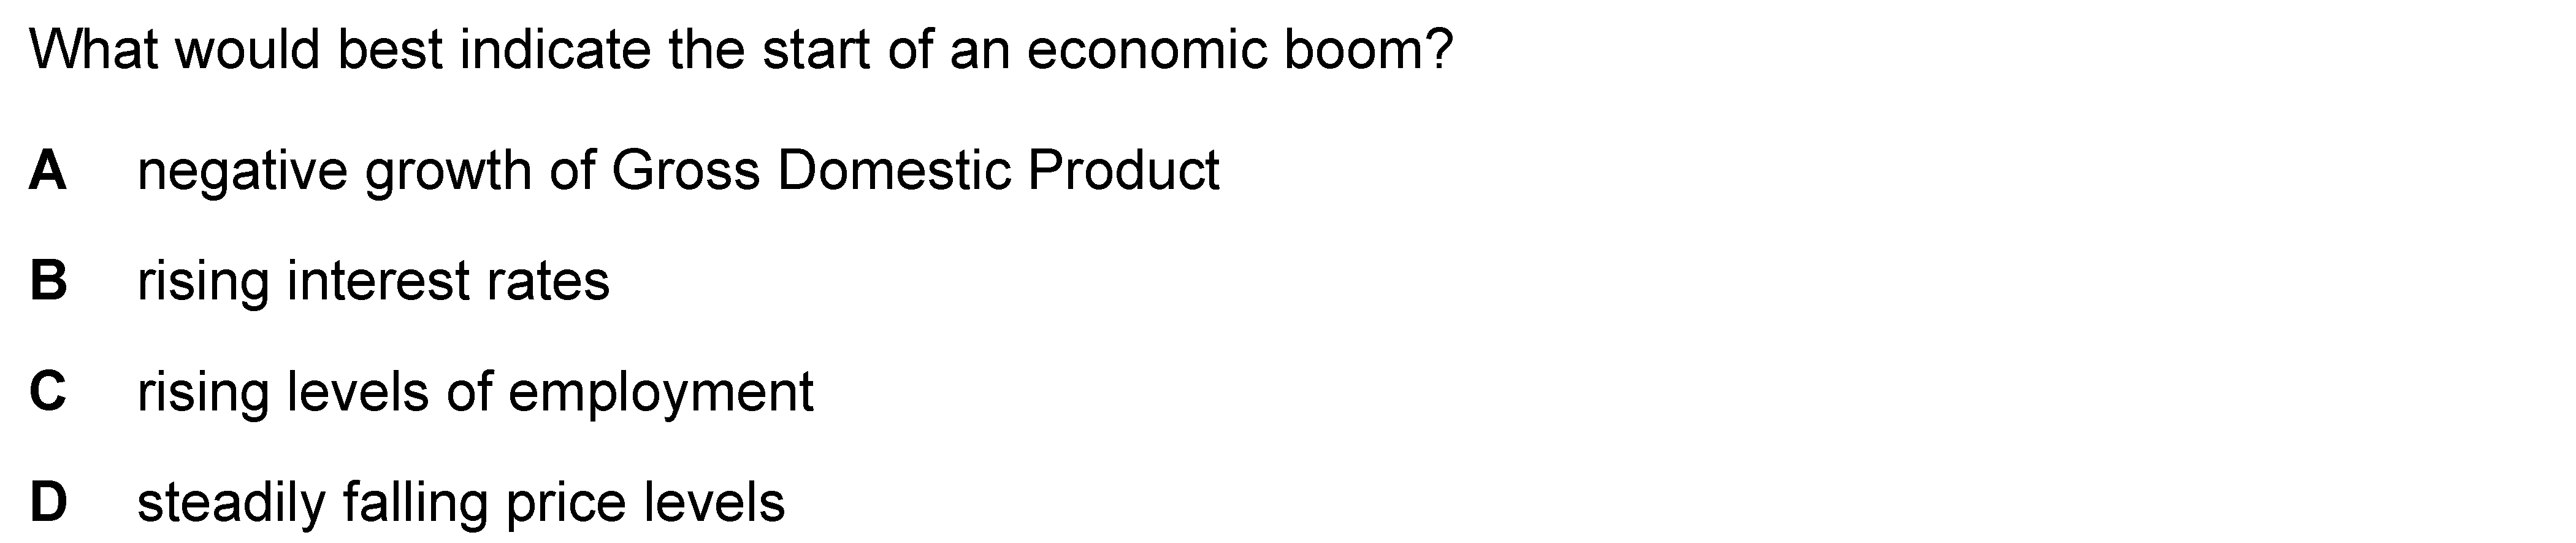 What would best indicate the start of an economic boom?
A negative growth of Gross Domestic Product
B rising interest rates
C rising levels of employment
D steadily falling price levels